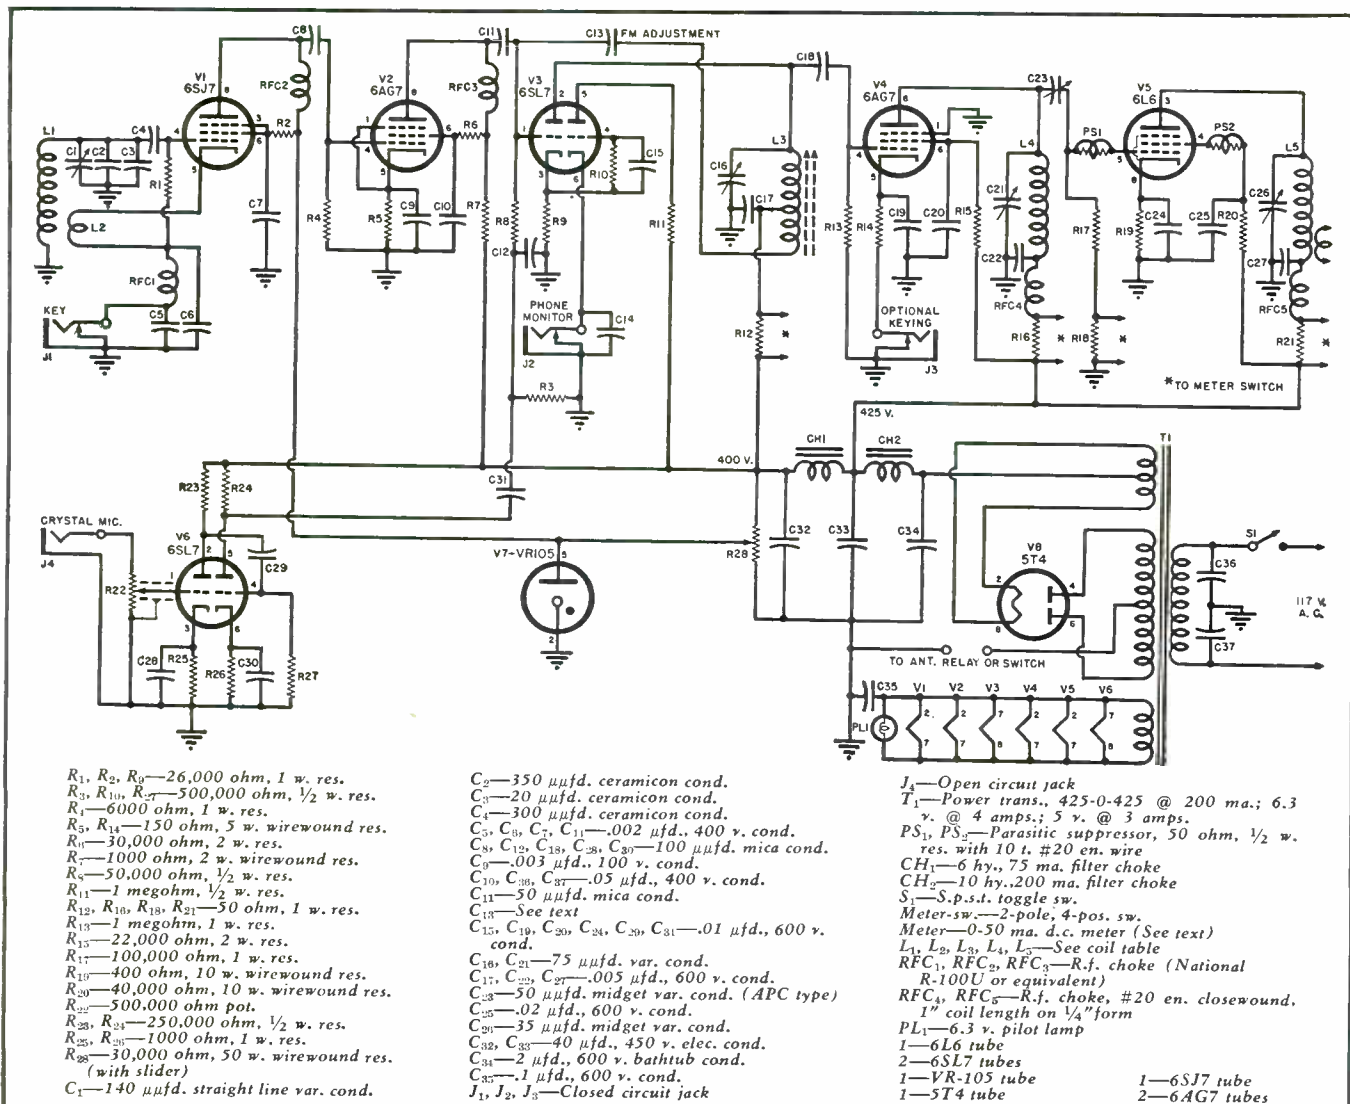 C8
C11
C13 FM ADJUSTMENT
V1
6SJ7
RFC2
V2
6AG7
RFC3
V3
6SL7
C18
V4
6AG7
C23
V5
6L6
L1
C1
C2
C3
C4
R1
R2
R6
R10
C15
L3
C16
C17
L4
C21
PS1
PS2
L5
C26
L2
C7
R4
R5
C9
C10
R7
R8
R9
C12
R11
R13
R14
C19
C20
R15
C22
R17
R19
C24
C25
R20
C27
RFC1
RFC4
RFC5
KEY
J1
C5
C6
PHONE
MONITOR
J2
C14
R12
*
OPTIONAL
KEYING
J3
R16
*
R18
*
R21
*
R3
*TO METER SWITCH
425 V.
400 V.
CH1
CH2
T1
R23
R24
C31
CRYSTAL MIC.
J4
V6
6SL7
C29
V7-VR105
R28
C32
C33
C34
V8
5T4
S1
C36
117 V.
A. C.
C37
R22
C28
R25
R26
C30
R27
TO ANT. RELAY OR SWITCH
C35
V1
V2
V3
V4
V5
V6
PL1
R1, R2, R9—26,000 ohm, 1 w. res.
R3, R10, R27—500,000 ohm, ½ w. res.
R4—6000 ohm, 1 w. res.
R5, R14—150 ohm, 5 w. wirewound res.
R6—30,000 ohm, 2 w. res.
R7—1000 ohm, 2 w. wirewound res.
R8—50,000 ohm, ½ w. res.
R11—1 megohm, ½ w. res.
R12, R16, R18, R21—50 ohm, 1 w. res.
R13—1 megohm, 1 w. res.
R15—22,000 ohm, 2 w. res.
R17—100,000 ohm, 1 w. res.
R19—400 ohm, 10 w. wirewound res.
R20—40,000 ohm, 10 w. wirewound res.
R22—500.000 ohm pot.
R23, R24—250,000 ohm, ½ w. res.
R25, R26—1000 ohm, 1 w. res.
R28—30,000 ohm, 50 w. wirewound res.
(with slider)
C1—140 μμfd. straight line var. cond.
C2—350 μμfd. ceramicon cond.
C3—20 μμfd. ceramicon cond.
C4—300 μμfd. ceramicon cond.
C5, C6, C7, C14—.002 μfd., 400 v. cond.
C8, C12, C18, C28, C30—100 μμfd. mica cond.
C9—.003 μfd., 100 v. cond.
C10, C36, C37—.05 μfd., 400 v. cond.
C11—50 μμfd. mica cond.
C13—See text
C15, C19, C20, C24, C29, C31—.01 μfd., 600 v.
cond.
C16, C21—75 μμfd. var. cond.
C17, C22, C27—.005 μfd., 600 v. cond.
C23—50 μμfd. midget var. cond. (APC type)
C25—.02 μfd., 600 v. cond.
C26—35 μμfd. midget var. cond.
C32, C33—40 μfd., 450 v. elec. cond.
C34—2 μfd., 600 v. bathtub cond.
C35—.1 μfd., 600 v. cond.
J1, J2, J3—Closed circuit jack
J4—Open circuit jack
T1—Power trans., 425-0-425 @ 200 ma.; 6.3
v. @ 4 amps.; 5 v. @ 3 amps.
PS1, PS2—Parasitic suppressor, 50 ohm, ½ w.
res. with 10 t. #20 en. wire
CH1—6 hy., 75 ma. filter choke
CH2—10 hy.,200 ma. filter choke
S1—S.p.s.t. toggle sw.
Meter-sw.—2-pole, 4-pos. sw.
Meter—0-50 ma. d.c. meter (See text)
L1, L2, L3, L4, L5—See coil table
RFC1, RFC2, RFC3—R.f. choke (National
R-100U or equivalent)
RFC4, RFC5—R.f. choke, #20 en. closewound,
1" coil length on ¼" form
PL1—6.3 v. pilot lamp
1—6L6 tube
2—6SL7 tubes
1—VR-105 tube
1—5T4 tube
1—6SJ7 tube
2—6AG7 tubes